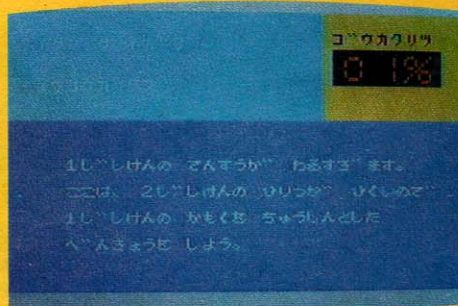 ゴウカクリツ
01%
1じしけんの てんすうが わるすぎます。
ここは、2じしけんの ひりつが ひくいので
1じしけんの かもくを ちゅうしんとした
べんきょうを しよう。